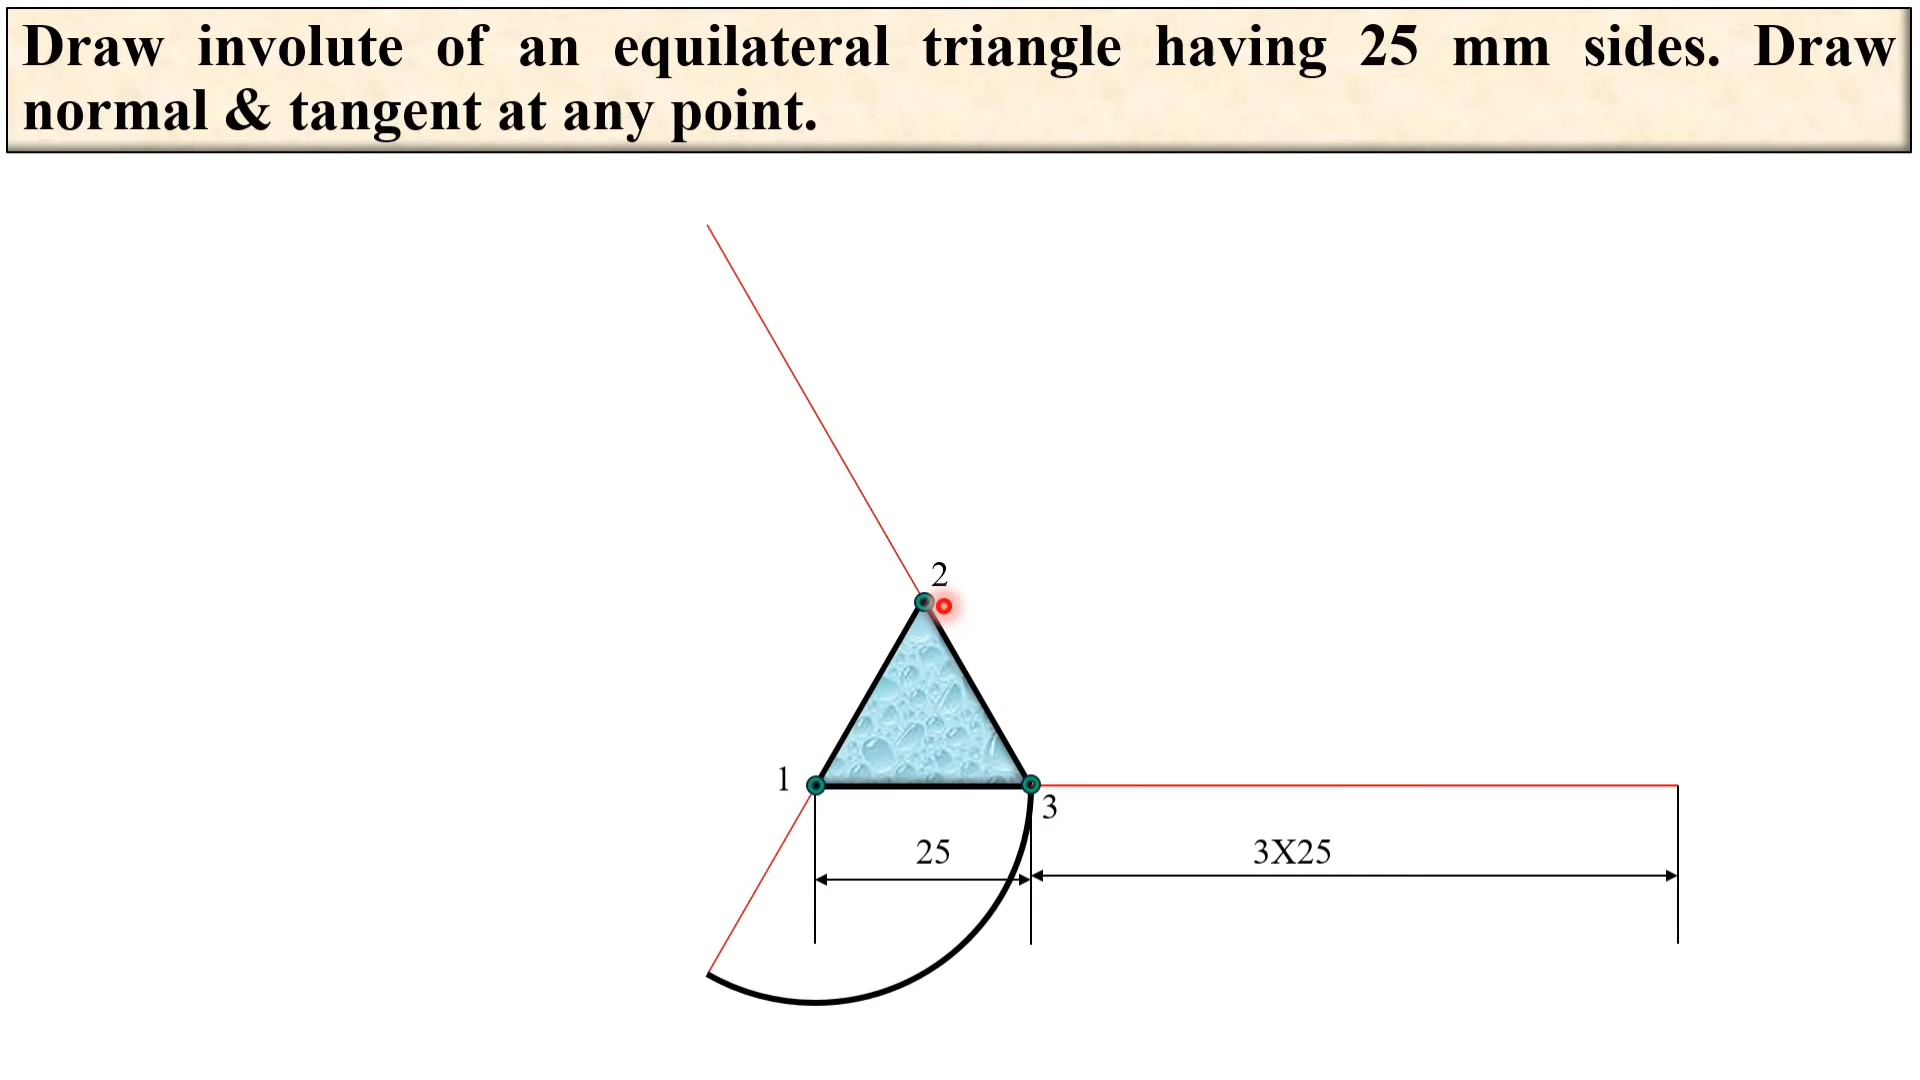 Draw involute of an equilateral triangle having 25 mm sides. Draw
normal & tangent at any point.
2
1
3
25
3X25